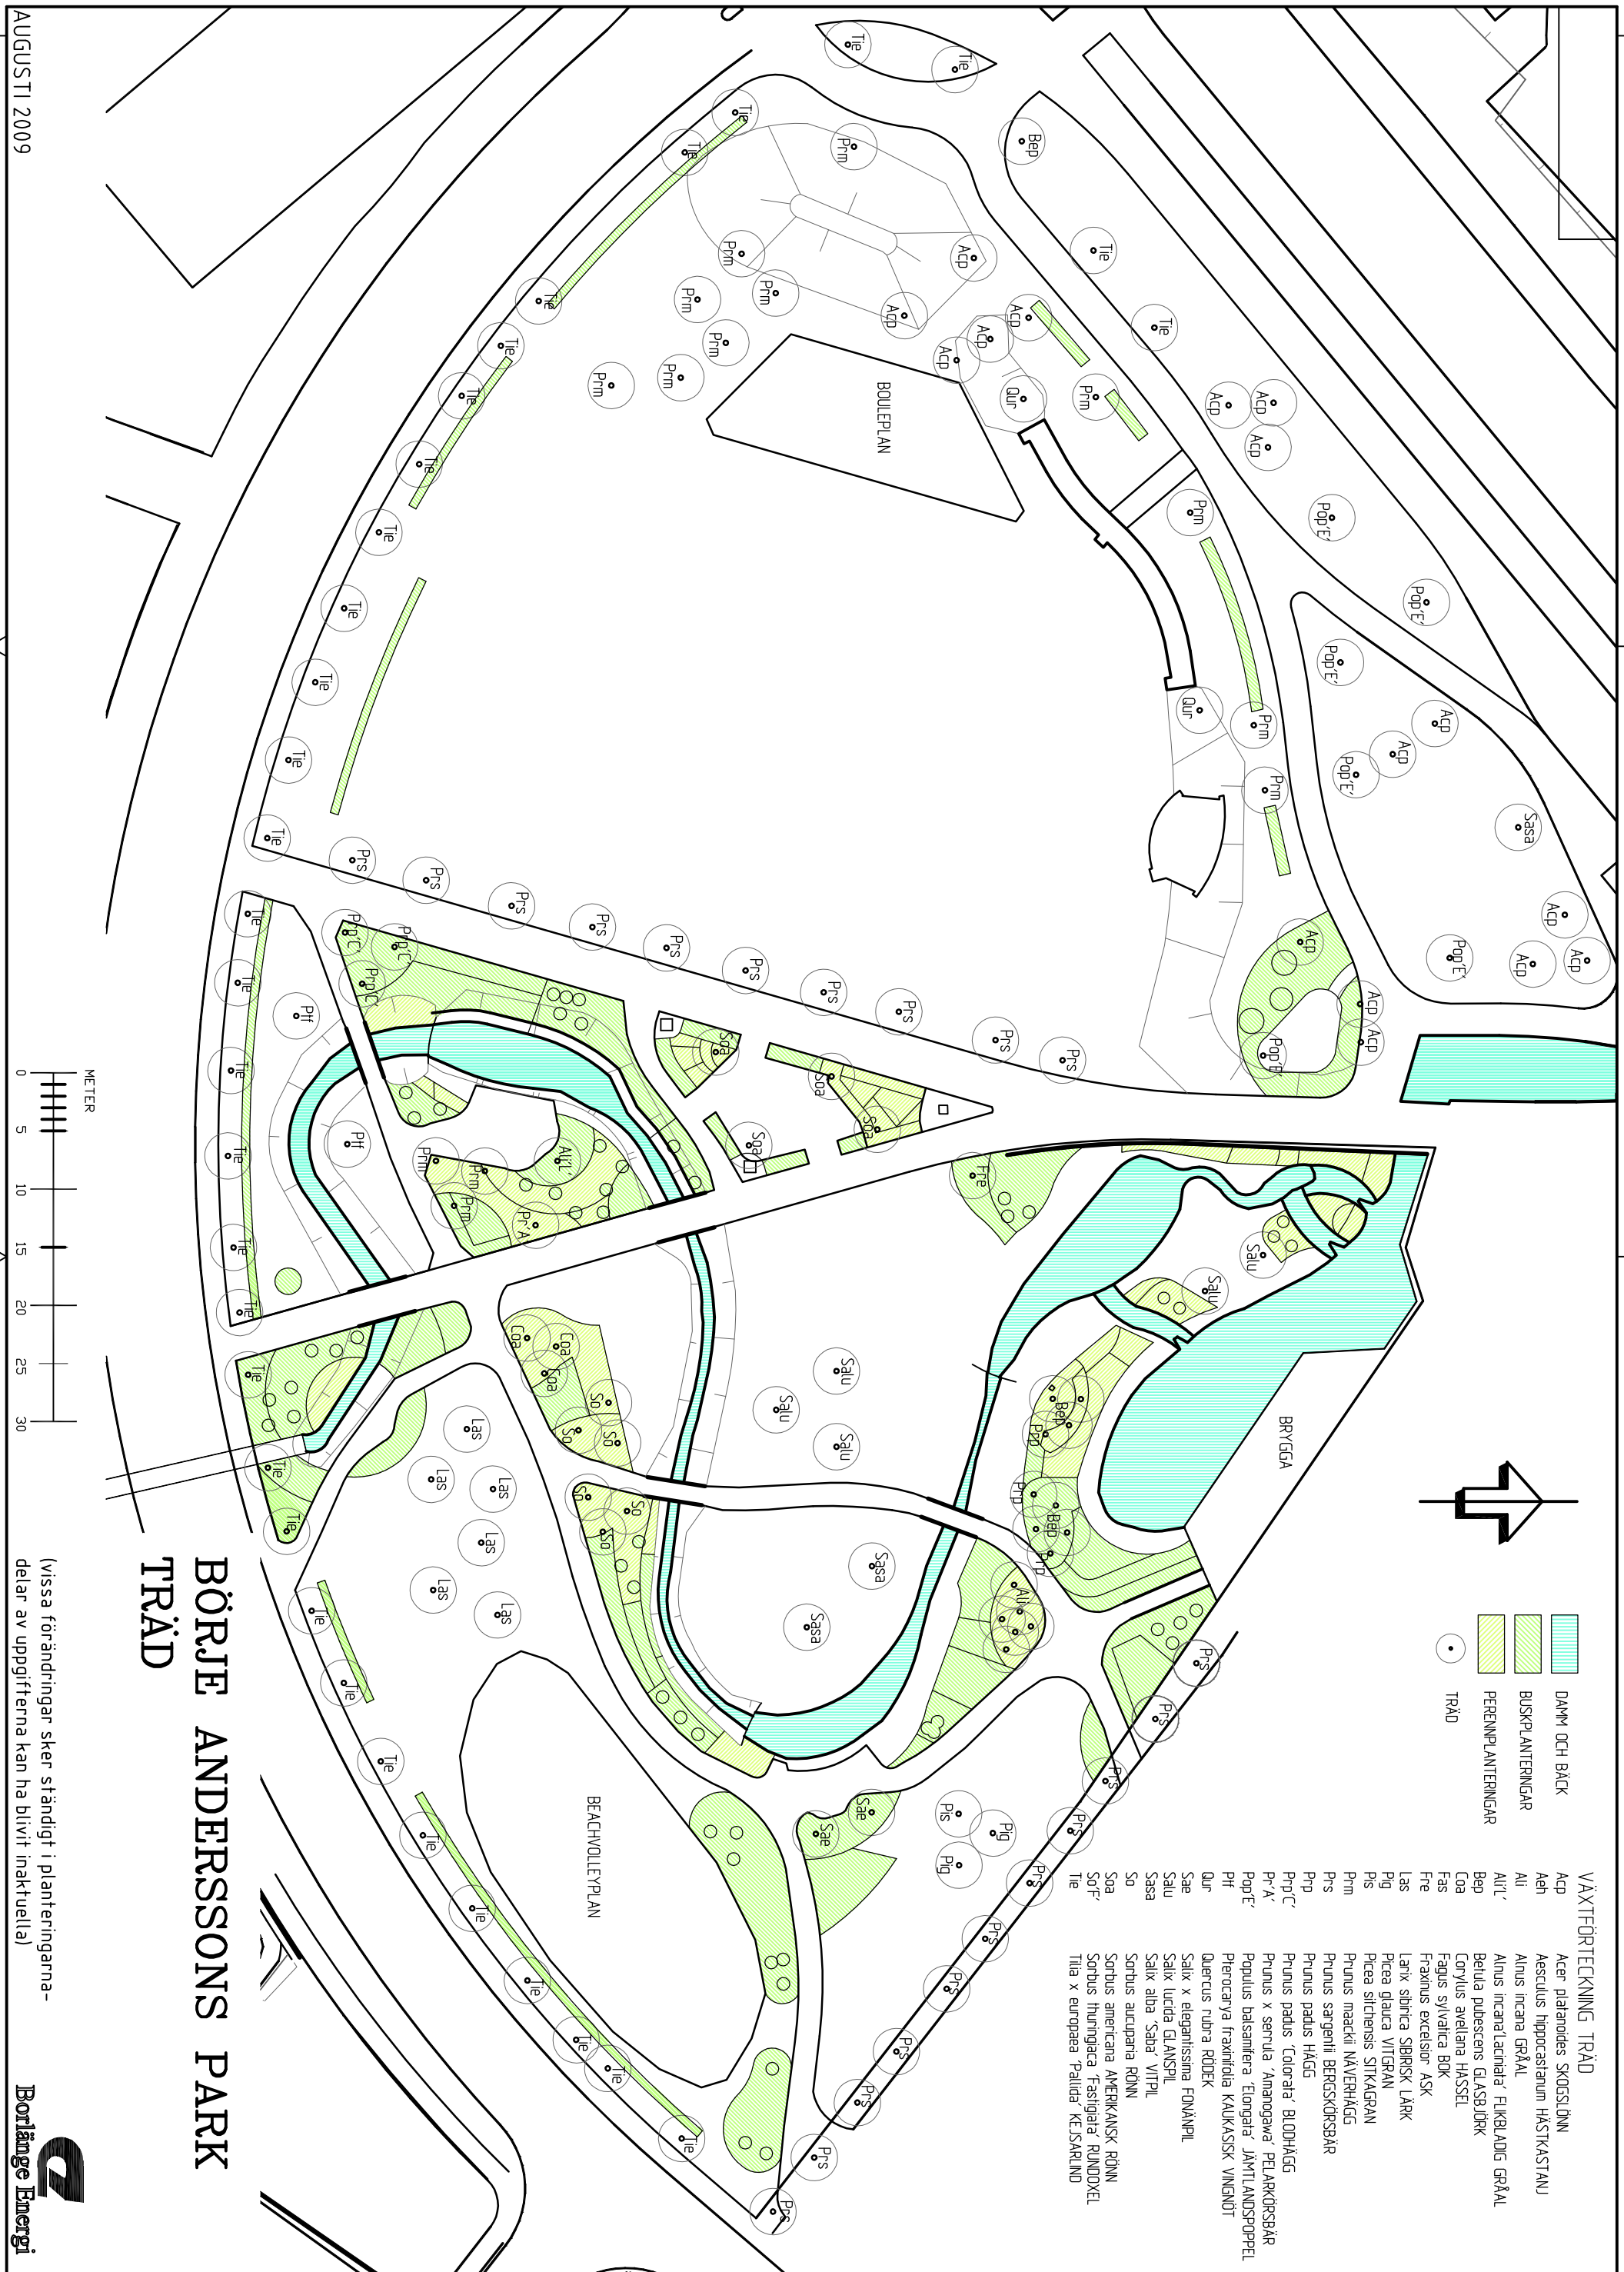 VÄXTFÖRTECKNING TRÄD
Acp Acer platanoides SKOGSLÖNN
Aeh Aesculus hippocastanum HÄSTKASTANJ
Ali Alnus incana GRÅAL
Ali'L' Alnus incana'Laciniata' FLIKBLADIG GRÅAL
Bep Betula pubescens GLASBJÖRK
Coa Corylus avellana HASSEL
Fas Fagus sylvatica BOK
Fre Fraxinus excelsior ASK
Las Larix sibirica SIBIRISK LÄRK
Pig Picea glauca VITGRAN
Pis Picea sitchensis SITKAGRAN
Prm Prunus maackii NÄVERHÄGG
Prs Prunus sargentii BERGSKÖRSBÄR
Prp Prunus padus HÄGG
Prp'C' Prunus padus 'Colorata' BLODHÄGG
Pr'A' Prunus x serrula 'Amanogawa' PELARKÖRSBÄR
Pop'E' Populus balsamifera 'Elongata' JÄMTLANDSPOPPEL
Pff Pterocarya fraxinifolia KAUKASISK VINGNÖT
Qur Quercus rubra RÖDEK
Sae Salix x elegantissima FONÄNPIL
Salu Salix lucida GLANSPIL
Sasa Salix alba 'Saba' VITPIL
So Sorbus aucuparia RÖNN
Soa Sorbus americana AMERIKANSK RÖNN
So'F' Sorbus thuringiaca 'Fastigiata' RUNDOXEL
Tie Tilia x europaea 'Pallida' KEJSARLIND
DAMM OCH BÄCK
BUSKPLANTERINGAR
PERENNPLANTERINGAR
TRÄD
BRYGGA
BOULEPLAN
BEACHVOLLEYPLAN
BÖRJE ANDERSSONS PARK
TRÄD
METER
0 5 10 15 20 25 30
(vissa förändringar sker ständigt i planteringarna-
delar av uppgifterna kan ha blivit inaktuella)
AUGUSTI 2009
Borlänge Energi